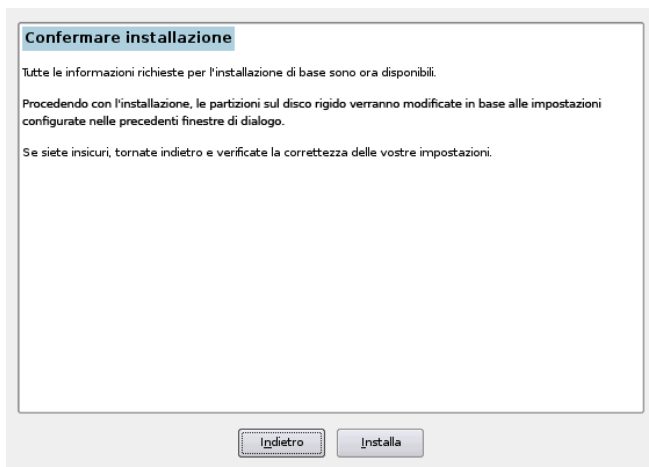 Confermare installazione
Tutte le informazioni richieste per l'installazione di base sono ora disponibili.
Procedendo con l'installazione, le partizioni sul disco rigido verranno modificate in base alle impostazioni
configurate nelle precedenti finestre di dialogo.
Se siete insicuri, tornate indietro e verificate la correttezza delle vostre impostazioni.
Indietro
Installa